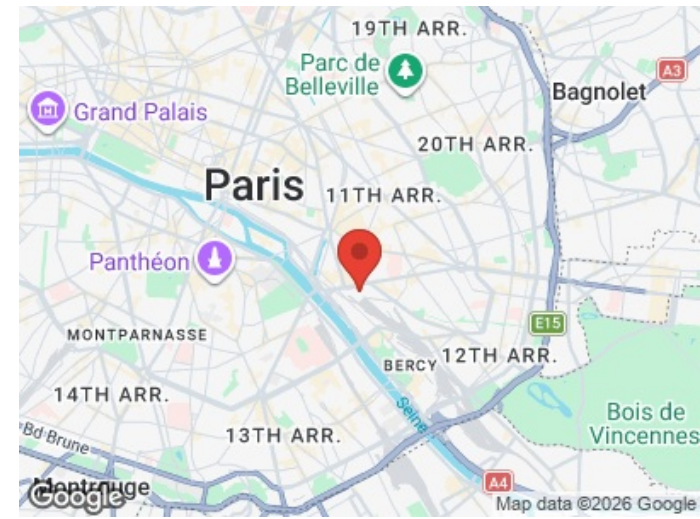 19TH ARR.
Parc de
Belleville
A3
Bagnolet
Grand Palais
20TH ARR.
Paris
11TH ARR.
Panthéon
E15
MONTPARNASSE
BERCY
12TH ARR.
14TH ARR.
Seine
Bois de
Vincennes
Bd Brune
13TH ARR.
Montrouge
Google
A4
Map data ©2026 Google